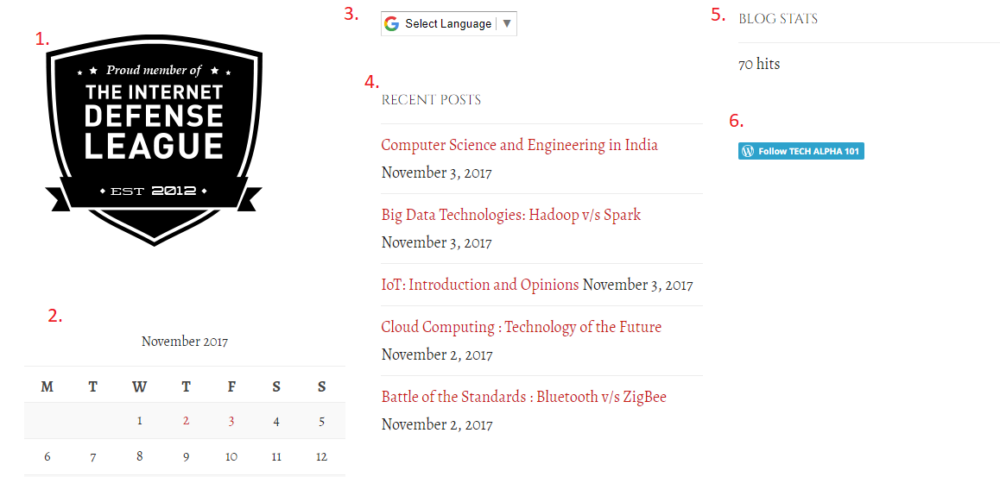 1.
Proud member of
THE INTERNET
DEFENSE
LEAGUE
EST 2012
2.
November 2017
M T W T F S S
1 2 3 4 5
6 7 8 9 10 11 12
3.
Select Language ▼
4.
RECENT POSTS
Computer Science and Engineering in India
November 3, 2017
Big Data Technologies: Hadoop v/s Spark
November 3, 2017
IoT: Introduction and Opinions November 3, 2017
Cloud Computing : Technology of the Future
November 2, 2017
Battle of the Standards : Bluetooth v/s ZigBee
November 2, 2017
5.
BLOG STATS
70 hits
6.
Follow TECH ALPHA 101